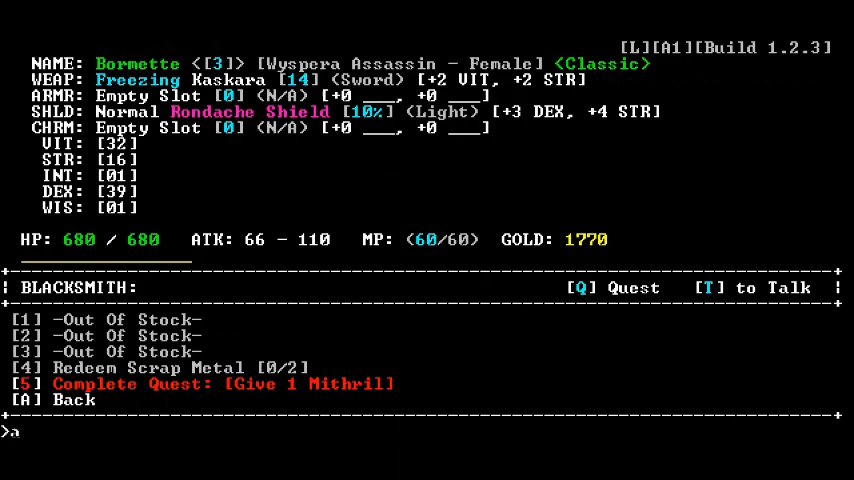 [L][A1][Build 1.2.3]
NAME: Bormette <[3]> [Wyspera Assassin - Female] <Classic>
WEAP: Freezing Kaskara [14] (Sword) [+2 VIT, +2 STR]
ARMR: Empty Slot [0] (N/A) [+0 ___, +0 ___]
SHLD: Normal Rondache Shield [10%] (Light) [+3 DEX, +4 STR]
CHRM: Empty Slot [0] (N/A) [+0 ___, +0 ___]
VIT: [32]
STR: [16]
INT: [01]
DEX: [39]
WIS: [01]
HP: 680 / 680 ATK: 66 - 110 MP: (60/60) GOLD: 1770
BLACKSMITH: [Q] Quest [T] to Talk
[1] -Out Of Stock-
[2] -Out Of Stock-
[3] -Out Of Stock-
[4] Redeem Scrap Metal [0/2]
[5] Complete Quest: [Give 1 Mithril]
[A] Back
>a